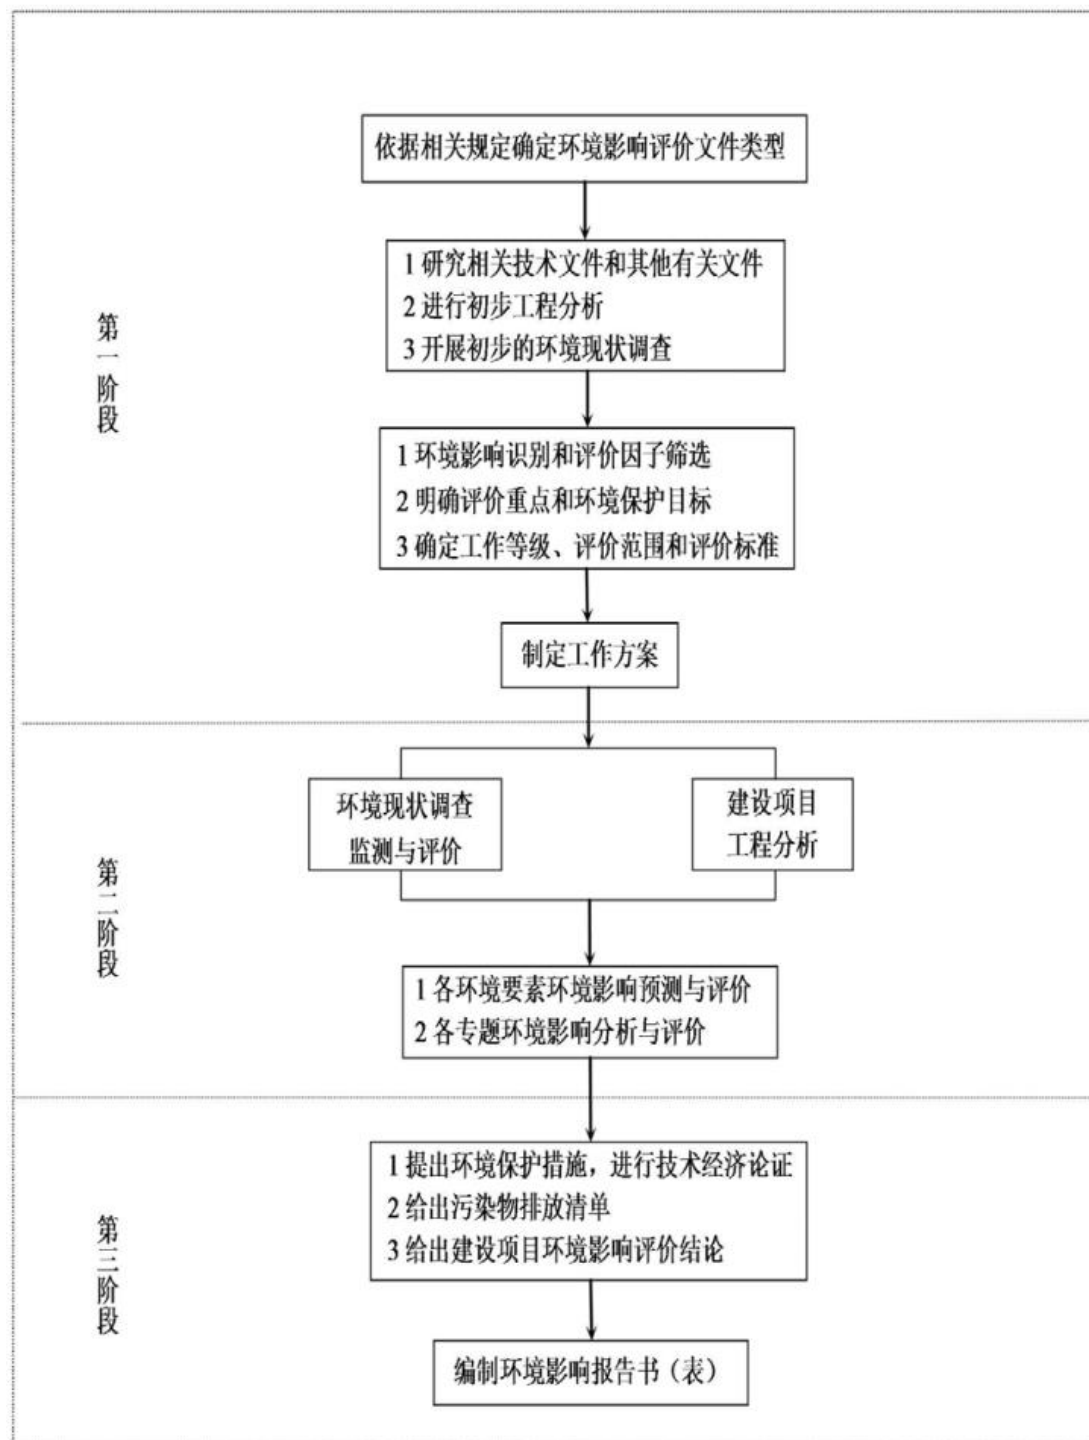 依据相关规定确定环境影响评价文件类型
1 研究相关技术文件和其他有关文件
2 进行初步工程分析
3 开展初步的环境现状调查
第一阶段
1 环境影响识别和评价因子筛选
2 明确评价重点和环境保护目标
3 确定工作等级、评价范围和评价标准
制定工作方案
环境现状调查
监测与评价
建设项目
工程分析
第二阶段
1 各环境要素环境影响预测与评价
2 各专题环境影响分析与评价
1 提出环境保护措施，进行技术经济论证
2 给出污染物排放清单
3 给出建设项目环境影响评价结论
第三阶段
编制环境影响报告书（表）